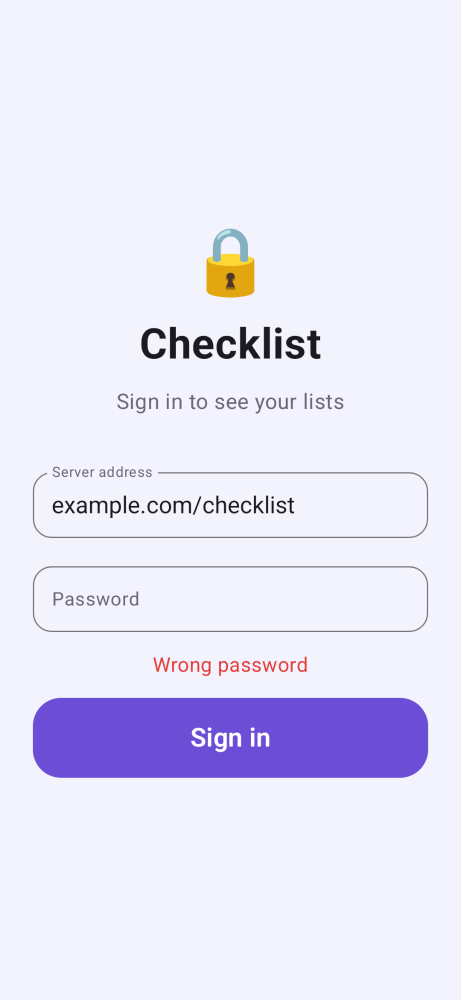 Checklist
Sign in to see your lists
Server address
example.com/checklist
Password
Wrong password
Sign in